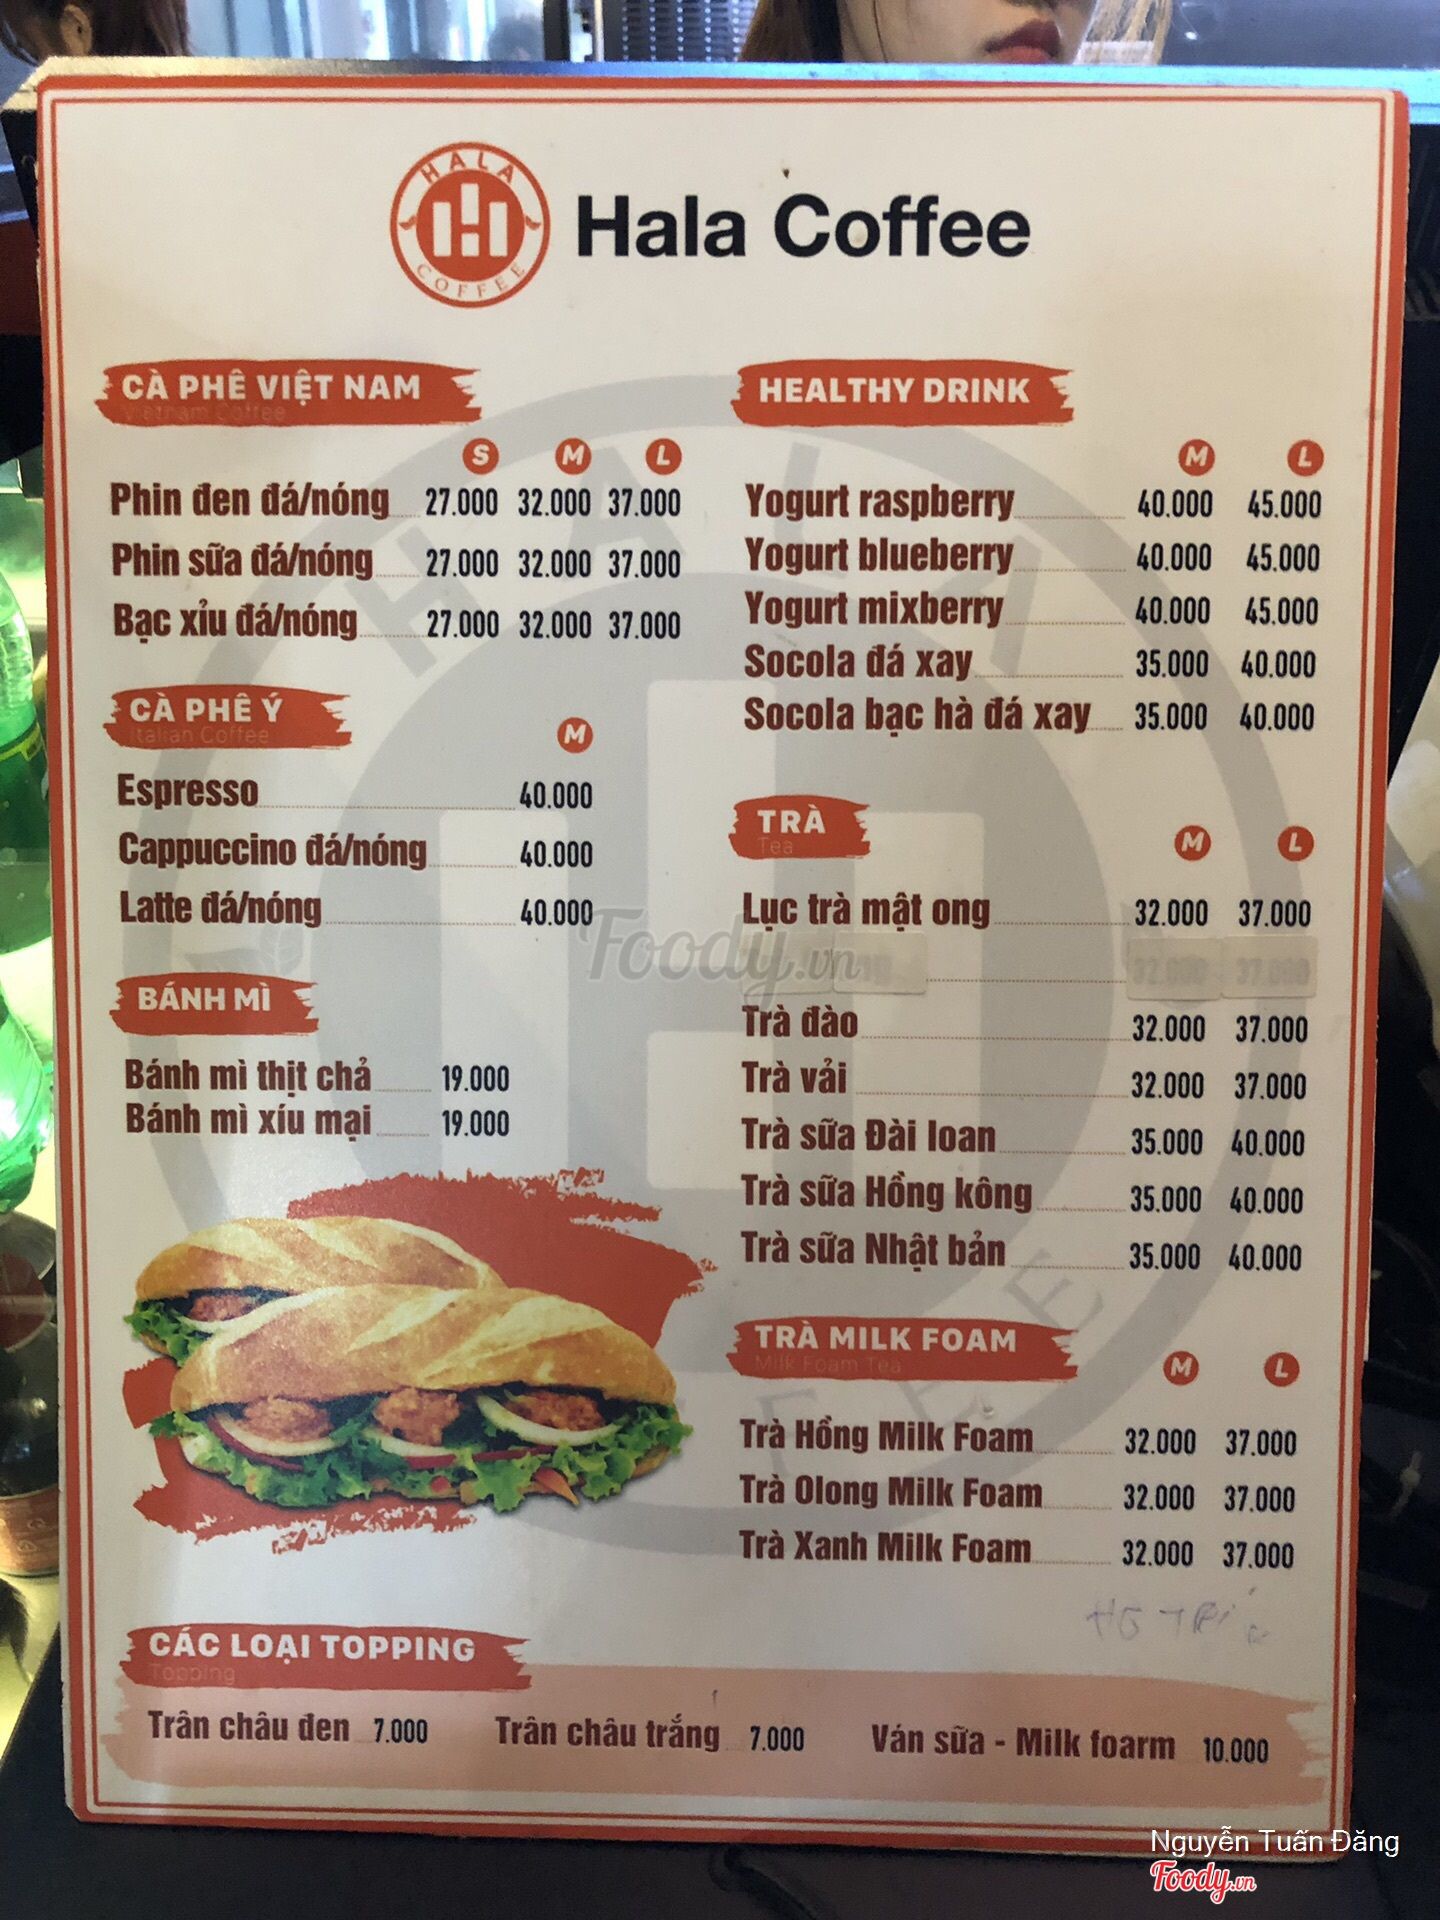 HALA
COFFEE
Hala Coffee
CÀ PHÊ VIỆT NAM
Vietnam Coffee
S M L
Phin đen đá/nóng 27.000 32.000 37.000
Phin sữa đá/nóng 27.000 32.000 37.000
Bạc xỉu đá/nóng 27.000 32.000 37.000
CÀ PHÊ Ý
Italian Coffee
M
Espresso 40.000
Cappuccino đá/nóng 40.000
Latte đá/nóng 40.000
BÁNH MÌ
Bánh mì thịt chả 19.000
Bánh mì xíu mại 19.000
HEALTHY DRINK
M L
Yogurt raspberry 40.000 45.000
Yogurt blueberry 40.000 45.000
Yogurt mixberry 40.000 45.000
Socola đá xay 35.000 40.000
Socola bạc hà đá xay 35.000 40.000
TRÀ
Tea
M L
Lục trà mật ong 32.000 37.000
32.000 37.000
Trà đào 32.000 37.000
Trà vải 32.000 37.000
Trà sữa Đài loan 35.000 40.000
Trà sữa Hồng kông 35.000 40.000
Trà sữa Nhật bản 35.000 40.000
TRÀ MILK FOAM
Milk Foam Tea
M L
Trà Hồng Milk Foam 32.000 37.000
Trà Olong Milk Foam 32.000 37.000
Trà Xanh Milk Foam 32.000 37.000
CÁC LOẠI TOPPING
Topping
Trân châu đen 7.000 Trân châu trắng 7.000 Ván sữa - Milk foarm 10.000
Foody.vn
Nguyễn Tuấn Đăng
Foody.vn